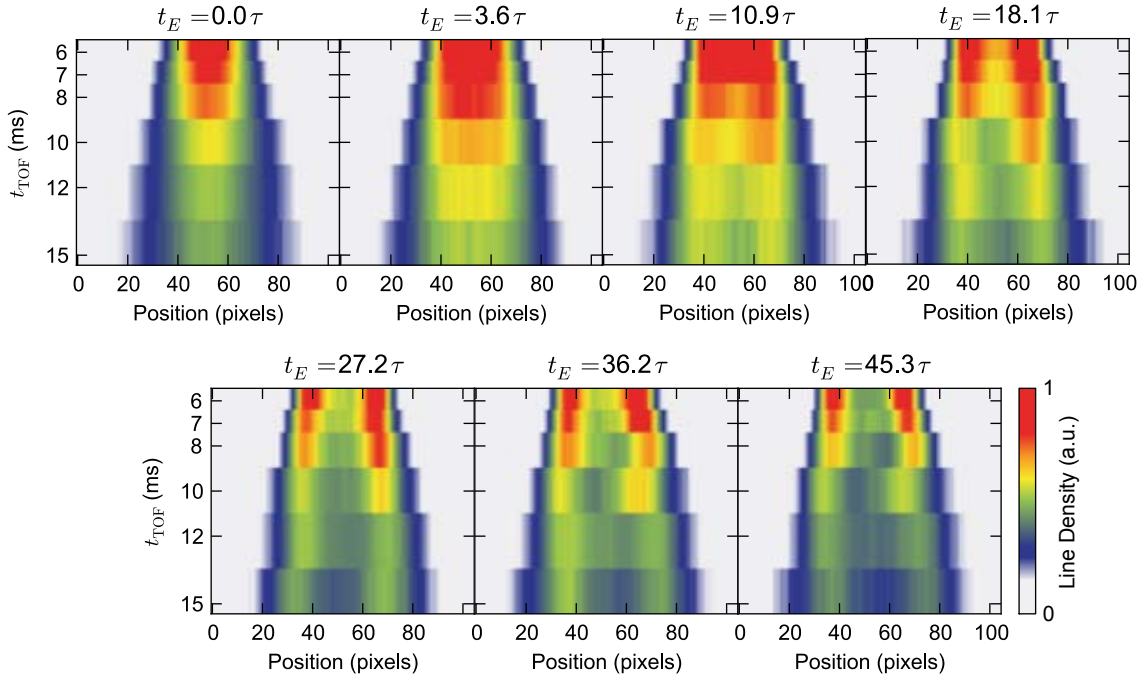 t_E = 0.0τ
t_E = 3.6τ
t_E = 10.9τ
t_E = 18.1τ
6
7
8
10
12
15
t_TOF (ms)
0 20 40 60 80
0 20 40 60 80
0 20 40 60 80 100
0 20 40 60 80 100
Position (pixels)
Position (pixels)
Position (pixels)
Position (pixels)
t_E = 27.2τ
t_E = 36.2τ
t_E = 45.3τ
6
7
8
10
12
15
t_TOF (ms)
0 20 40 60 80
0 20 40 60 80
0 20 40 60 80 100
Position (pixels)
Position (pixels)
Position (pixels)
1
Line Density (a.u.)
0